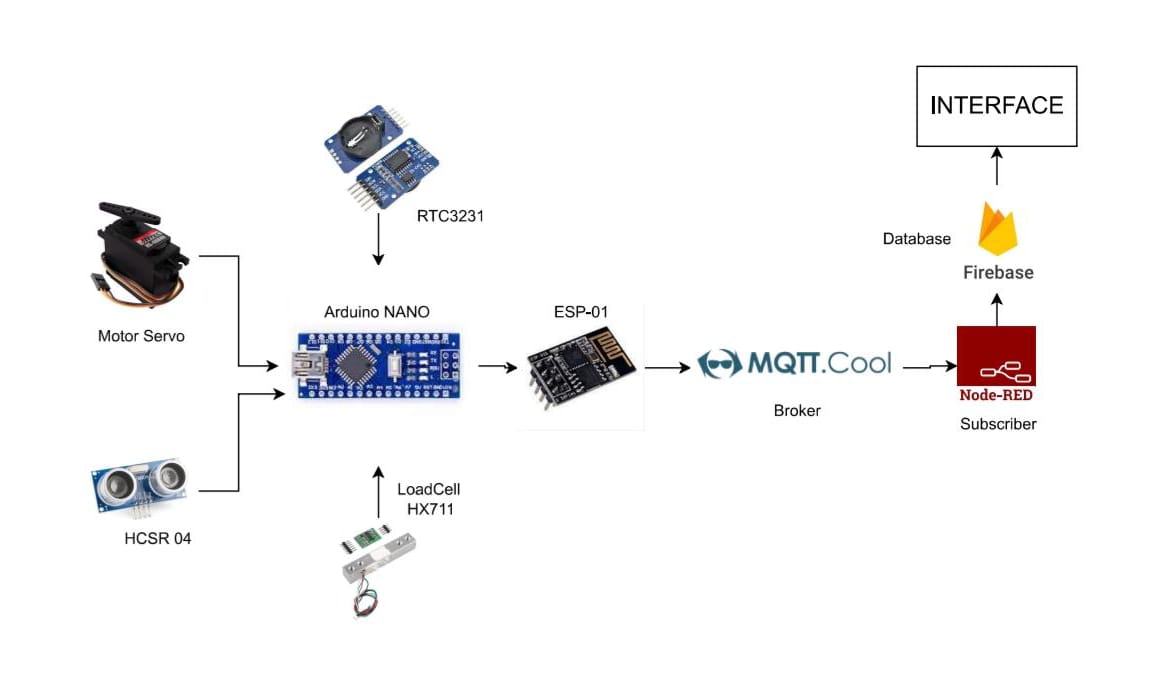 INTERFACE
RTC3231
Database
Firebase
Motor Servo
Arduino NANO
ESP-01
MQTT.Cool
Broker
Node-RED
Subscriber
LoadCell
HX711
HCSR 04